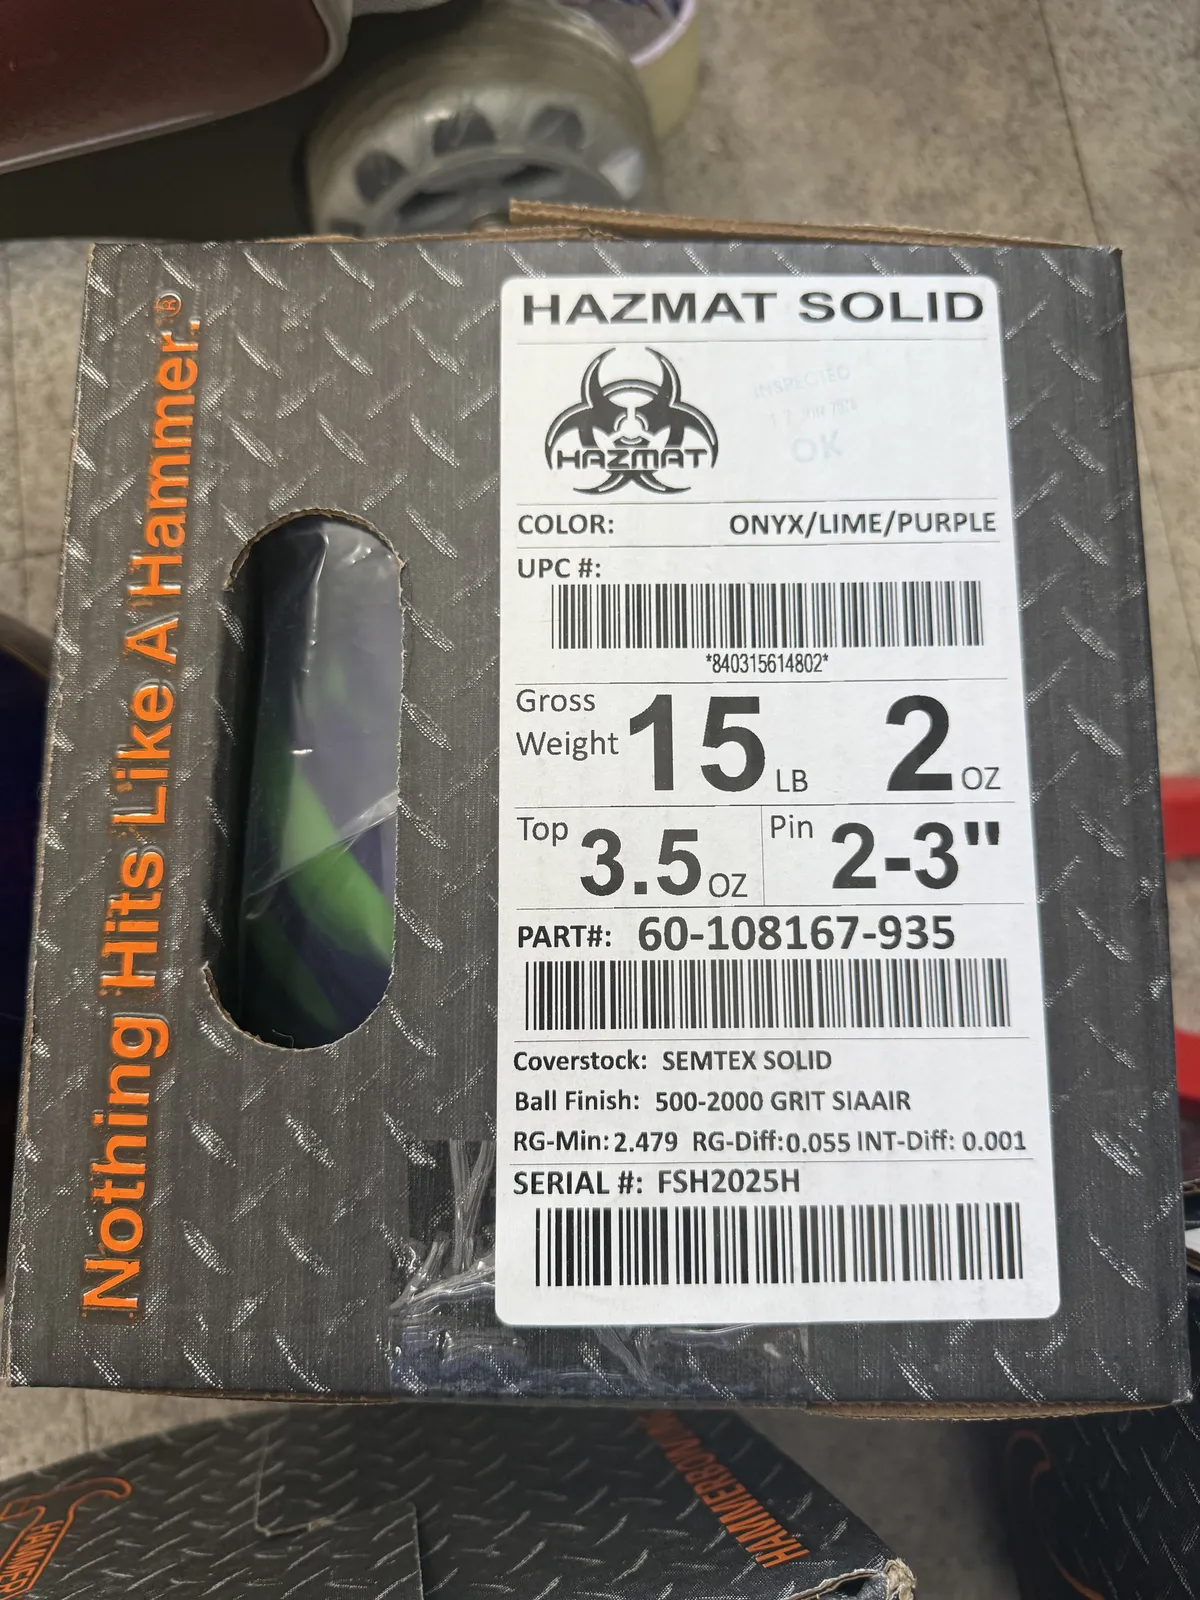 Nothing Hits Like A Hammer.®
HAZMAT SOLID
HAZMAT
INSPECTED
OK
COLOR: ONYX/LIME/PURPLE
UPC #:
*840315614802*
Gross Weight 15 LB 2 OZ
Top 3.5 OZ Pin 2-3"
PART#: 60-108167-935
Coverstock: SEMTEX SOLID
Ball Finish: 500-2000 GRIT SIAAIR
RG-Min: 2.479 RG-Diff: 0.055 INT-Diff: 0.001
SERIAL #: FSH2025H
HAMMER